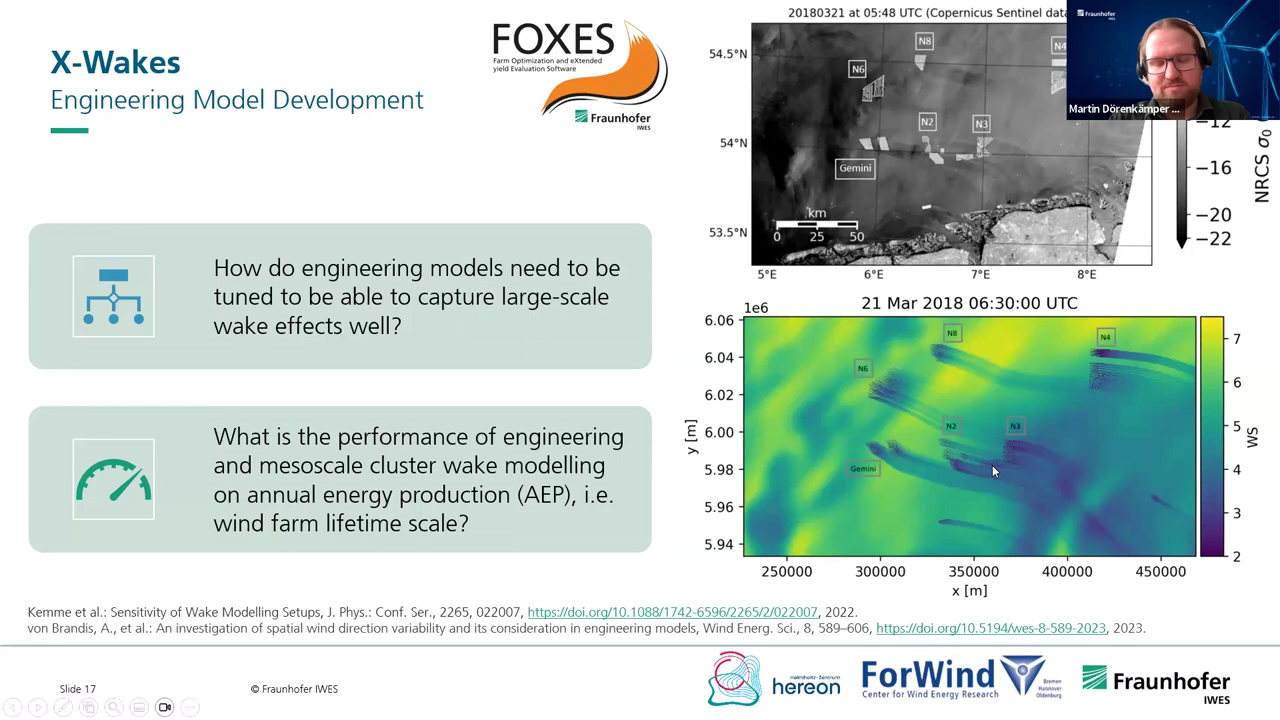 X-Wakes
Engineering Model Development
FOXES
Farm Optimization and eXtended
yield Evaluation Software
Fraunhofer
IWES
How do engineering models need to be
tuned to be able to capture large-scale
wake effects well?
What is the performance of engineering
and mesoscale cluster wake modelling
on annual energy production (AEP), i.e.
wind farm lifetime scale?
20180321 at 05:48 UTC (Copernicus Sentinel data
54.5°N
54°N
53.5°N
N8
N4
N6
N2
N3
Gemini
km
0 25 50
5°E 6°E 7°E 8°E
−12
−16
−20
−22
NRCS σ0
Fraunhofer
Martin Dörenkämper ...
21 Mar 2018 06:30:00 UTC
1e6
6.06
6.04
6.02
6.00
5.98
5.96
5.94
y [m]
N8
N4
N6
N2
N3
Gemini
250000 300000 350000 400000 450000
x [m]
7
6
5
4
3
2
WS
Kemme et al.: Sensitivity of Wake Modelling Setups, J. Phys.: Conf. Ser., 2265, 022007, https://doi.org/10.1088/1742-6596/2265/2/022007, 2022.
von Brandis, A., et al.: An investigation of spatial wind direction variability and its consideration in engineering models, Wind Energ. Sci., 8, 589–606, https://doi.org/10.5194/wes-8-589-2023, 2023.
Slide 17
© Fraunhofer IWES
Helmholtz-Zentrum
hereon
ForWind
Center for Wind Energy Research
Bremen
Hannover
Oldenburg
Fraunhofer
IWES